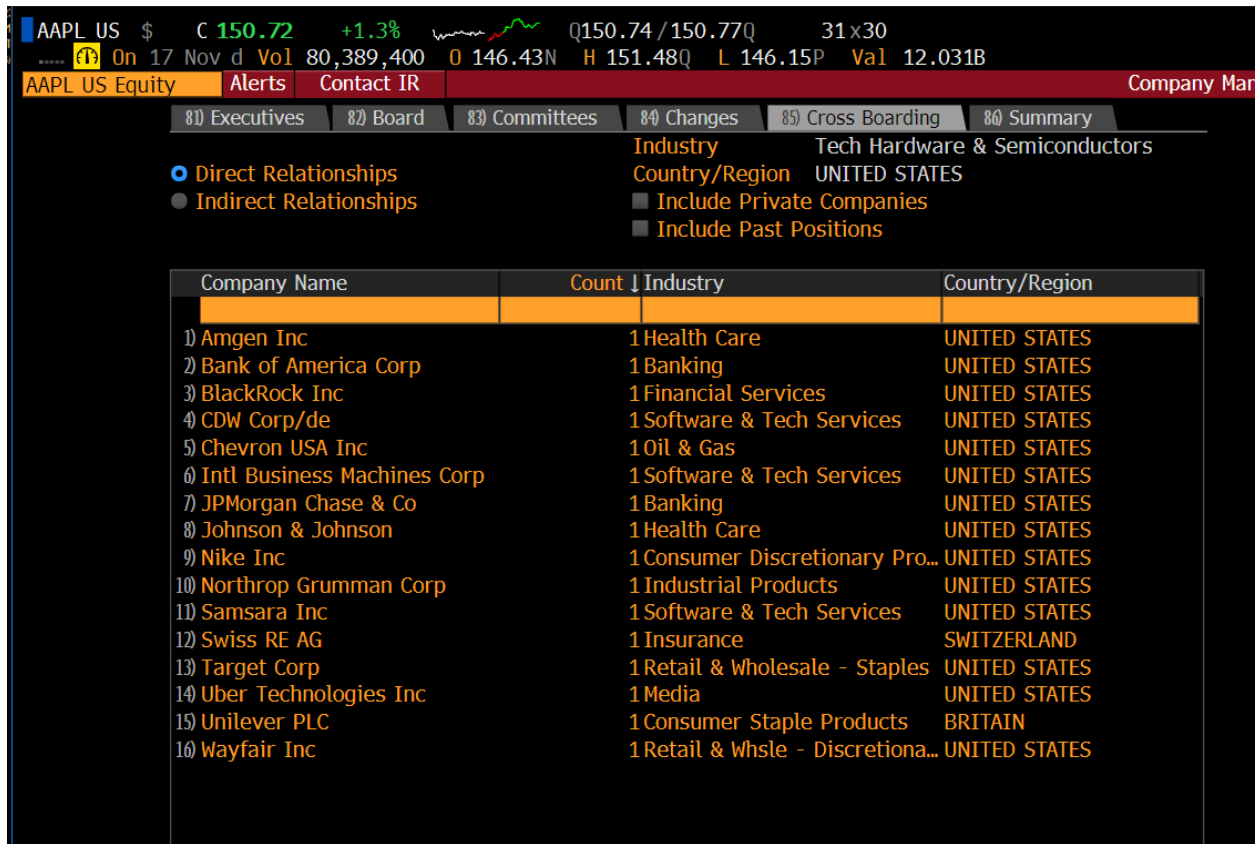 AAPL US $ C 150.72 +1.3% Q150.74/150.77Q 31x30
On 17 Nov d Vol 80,389,400 O 146.43N H 151.48Q L 146.15P Val 12.031B
AAPL US Equity Alerts Contact IR Company Mar
81) Executives 82) Board 83) Committees 84) Changes 85) Cross Boarding 86) Summary
Industry Tech Hardware & Semiconductors
Direct Relationships Country/Region UNITED STATES
Indirect Relationships Include Private Companies
Include Past Positions
Company Name Count ↓ Industry Country/Region
1) Amgen Inc 1 Health Care UNITED STATES
2) Bank of America Corp 1 Banking UNITED STATES
3) BlackRock Inc 1 Financial Services UNITED STATES
4) CDW Corp/de 1 Software & Tech Services UNITED STATES
5) Chevron USA Inc 1 Oil & Gas UNITED STATES
6) Intl Business Machines Corp 1 Software & Tech Services UNITED STATES
7) JPMorgan Chase & Co 1 Banking UNITED STATES
8) Johnson & Johnson 1 Health Care UNITED STATES
9) Nike Inc 1 Consumer Discretionary Pro... UNITED STATES
10) Northrop Grumman Corp 1 Industrial Products UNITED STATES
11) Samsara Inc 1 Software & Tech Services UNITED STATES
12) Swiss RE AG 1 Insurance SWITZERLAND
13) Target Corp 1 Retail & Wholesale - Staples UNITED STATES
14) Uber Technologies Inc 1 Media UNITED STATES
15) Unilever PLC 1 Consumer Staple Products BRITAIN
16) Wayfair Inc 1 Retail & Whsle - Discretiona... UNITED STATES